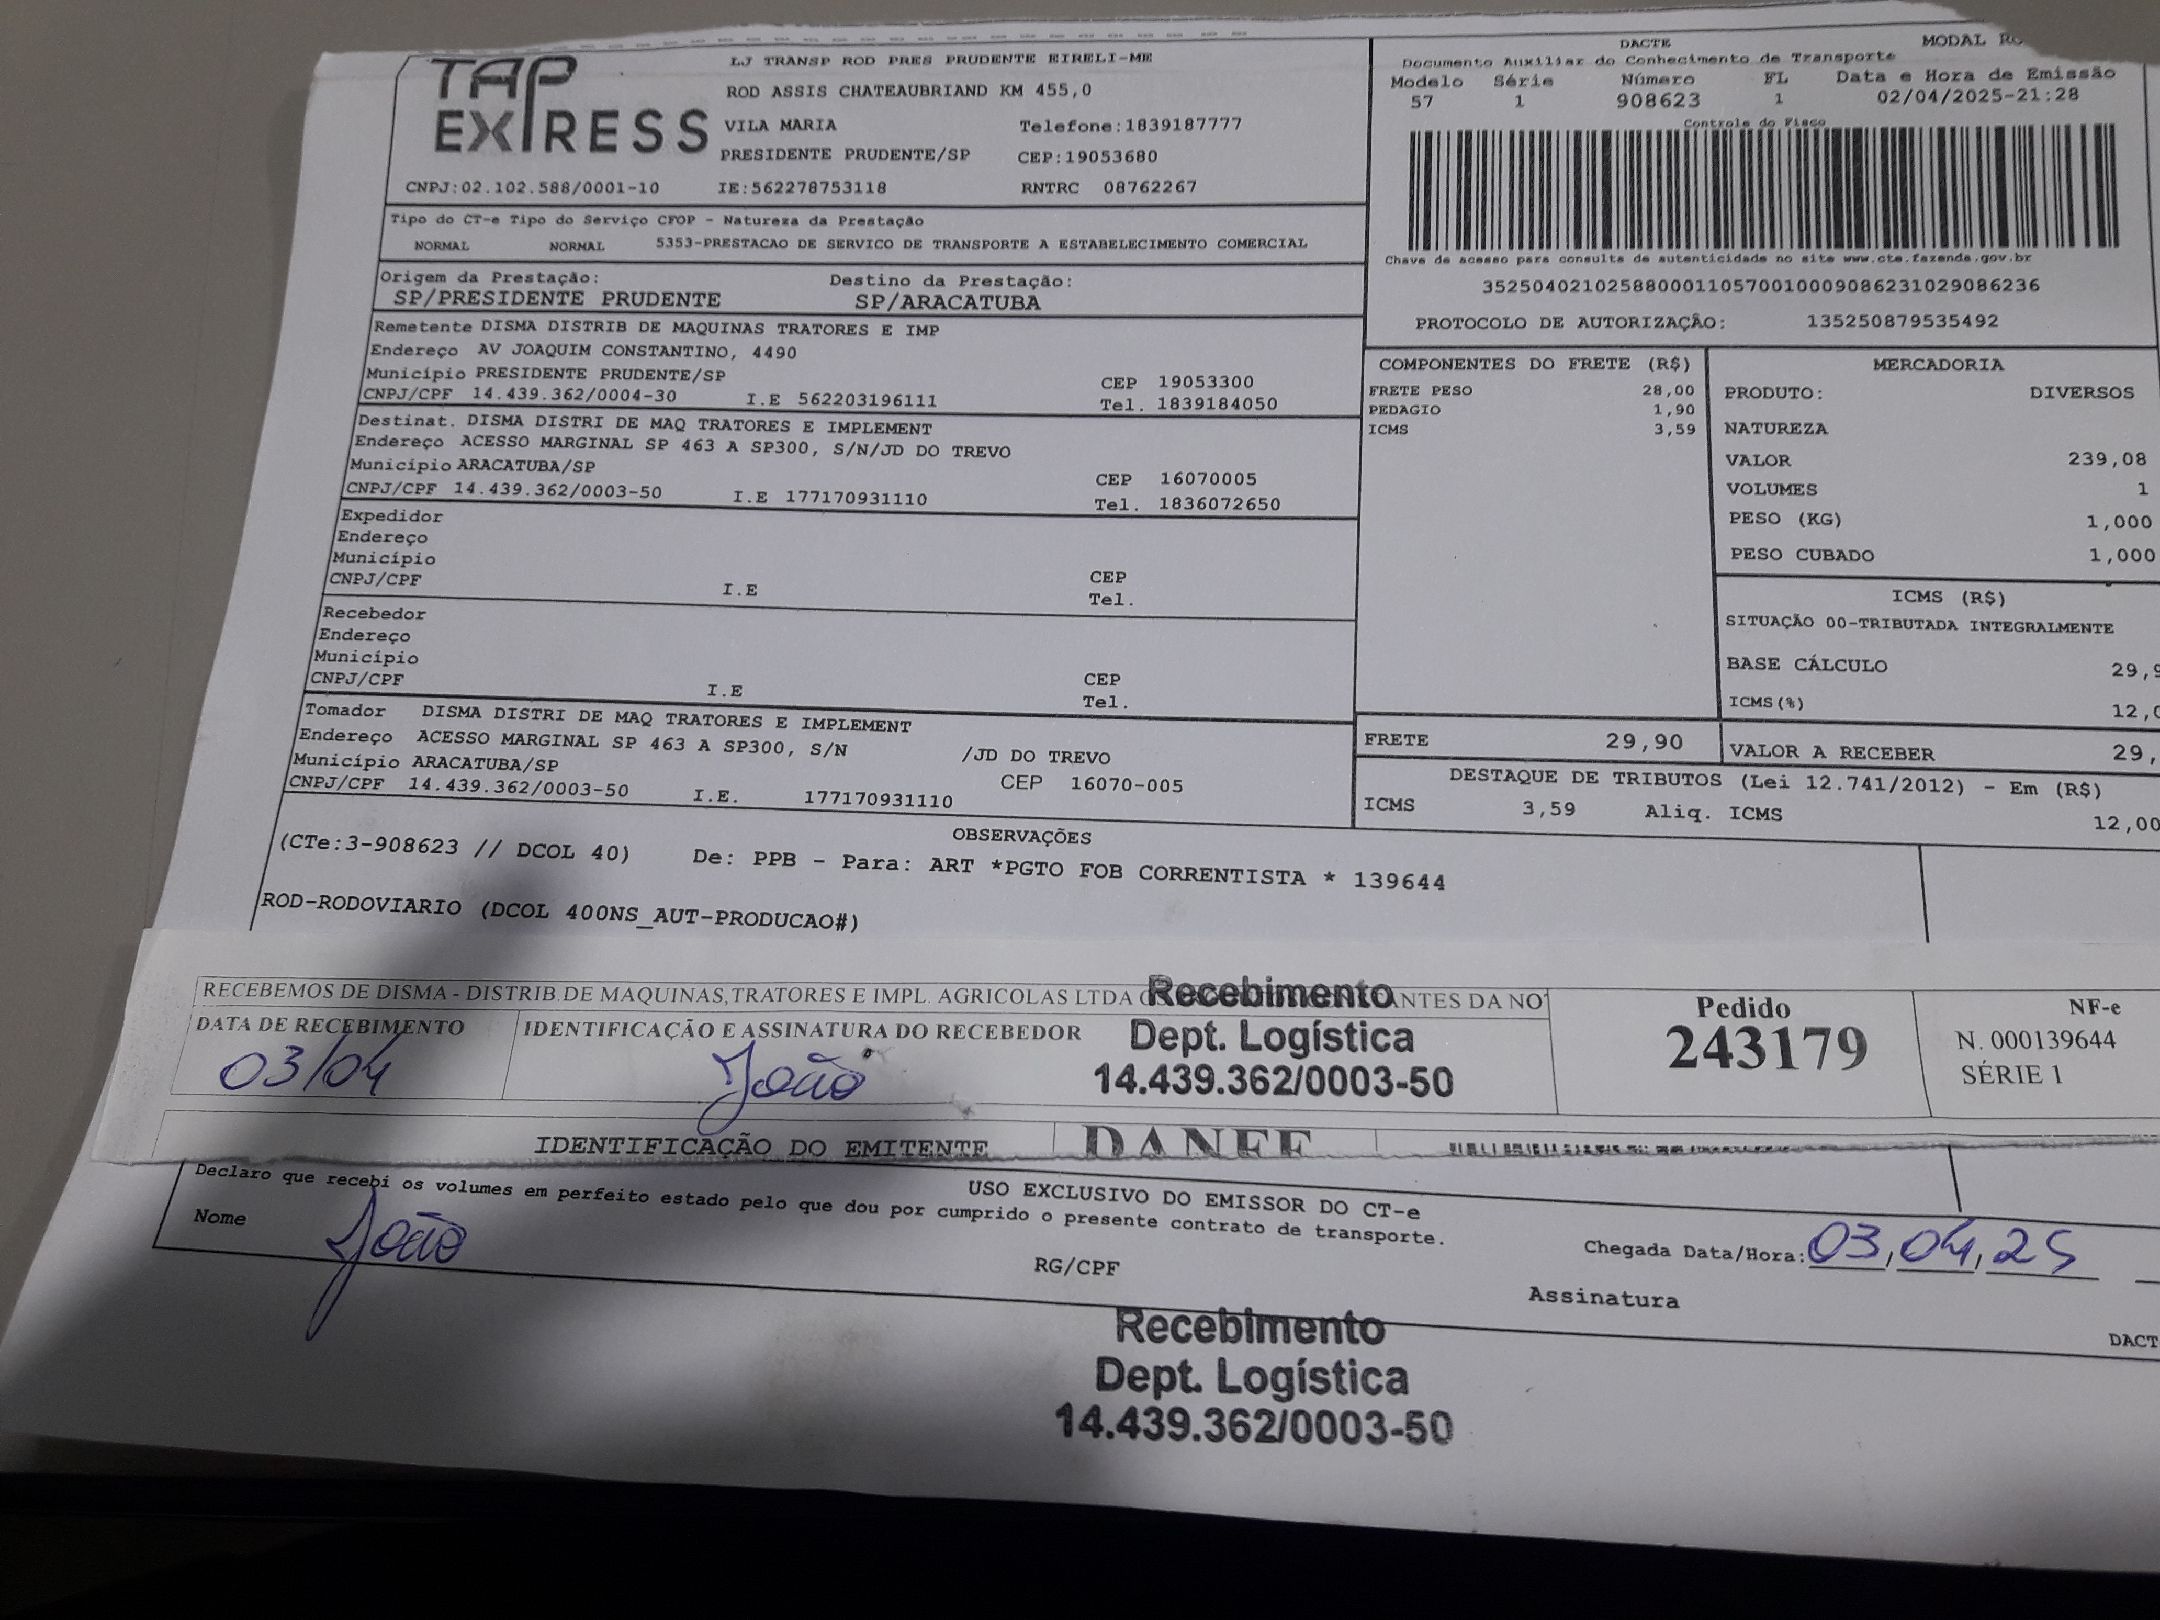 TAP EXPRESS
LJ TRANSP ROD PRES PRUDENTE EIRELI-ME
ROD ASSIS CHATEAUBRIAND KM 455,0
VILA MARIA Telefone:1839187777
PRESIDENTE PRUDENTE/SP CEP:19053680
CNPJ:02.102.588/0001-10 IE:562278753118 RNTRC 08762267
DACTE MODAL
Documento Auxiliar do Conhecimento de Transporte
Modelo Série Número FL Data e Hora de Emissão
57 1 908623 1 02/04/2025-21:28
Controle do Fisco
Chave de acesso para consulta de autenticidade no site www.cte.fazenda.gov.br
35250402102588000110570010009086231029086236
PROTOCOLO DE AUTORIZAÇÃO: 135250879535492
Tipo do CT-e Tipo do Serviço CFOP - Natureza da Prestação
NORMAL NORMAL 5353-PRESTACAO DE SERVICO DE TRANSPORTE A ESTABELECIMENTO COMERCIAL
Origem da Prestação: Destino da Prestação:
SP/PRESIDENTE PRUDENTE SP/ARACATUBA
Remetente DISMA DISTRIB DE MAQUINAS TRATORES E IMP
Endereço AV JOAQUIM CONSTANTINO, 4490
Município PRESIDENTE PRUDENTE/SP CEP 19053300
CNPJ/CPF 14.439.362/0004-30 I.E 562203196111 Tel. 1839184050
Destinat. DISMA DISTRI DE MAQ TRATORES E IMPLEMENT
Endereço ACESSO MARGINAL SP 463 A SP300, S/N/JD DO TREVO
Município ARACATUBA/SP CEP 16070005
CNPJ/CPF 14.439.362/0003-50 I.E 177170931110 Tel. 1836072650
Expedidor
Endereço
Município CEP
CNPJ/CPF I.E Tel.
Recebedor
Endereço
Município CEP
CNPJ/CPF I.E Tel.
Tomador DISMA DISTRI DE MAQ TRATORES E IMPLEMENT
Endereço ACESSO MARGINAL SP 463 A SP300, S/N /JD DO TREVO
Município ARACATUBA/SP CEP 16070-005
CNPJ/CPF 14.439.362/0003-50 I.E. 177170931110
COMPONENTES DO FRETE (R$)
FRETE PESO 28,00
PEDAGIO 1,90
ICMS 3,59
MERCADORIA
PRODUTO: DIVERSOS
NATUREZA
VALOR 239,08
VOLUMES 1
PESO (KG) 1,000
PESO CUBADO 1,000
ICMS (R$)
SITUAÇÃO 00-TRIBUTADA INTEGRALMENTE
BASE CÁLCULO 29,9
ICMS(%) 12,0
FRETE 29,90 VALOR A RECEBER 29,
DESTAQUE DE TRIBUTOS (Lei 12.741/2012) - Em (R$)
ICMS 3,59 Aliq. ICMS 12,00
OBSERVAÇÕES
(CTe:3-908623 // DCOL 40) De: PPB - Para: ART *PGTO FOB CORRENTISTA * 139644
ROD-RODOVIARIO (DCOL 400NS_AUT-PRODUCAO#)
RECEBEMOS DE DISMA - DISTRIB.DE MAQUINAS,TRATORES E IMPL. AGRICOLAS LTDA ANTES DA NO
DATA DE RECEBIMENTO IDENTIFICAÇÃO E ASSINATURA DO RECEBEDOR
03/04 João
Recebimento
Dept. Logística
14.439.362/0003-50
Pedido
243179
NF-e
N. 000139644
SÉRIE 1
IDENTIFICAÇÃO DO EMITENTE DANFE
USO EXCLUSIVO DO EMISSOR DO CT-e
Declaro que recebi os volumes em perfeito estado pelo que dou por cumprido o presente contrato de transporte.
Nome João RG/CPF Chegada Data/Hora: 03,04,25
Assinatura
DACT
Recebimento
Dept. Logística
14.439.362/0003-50